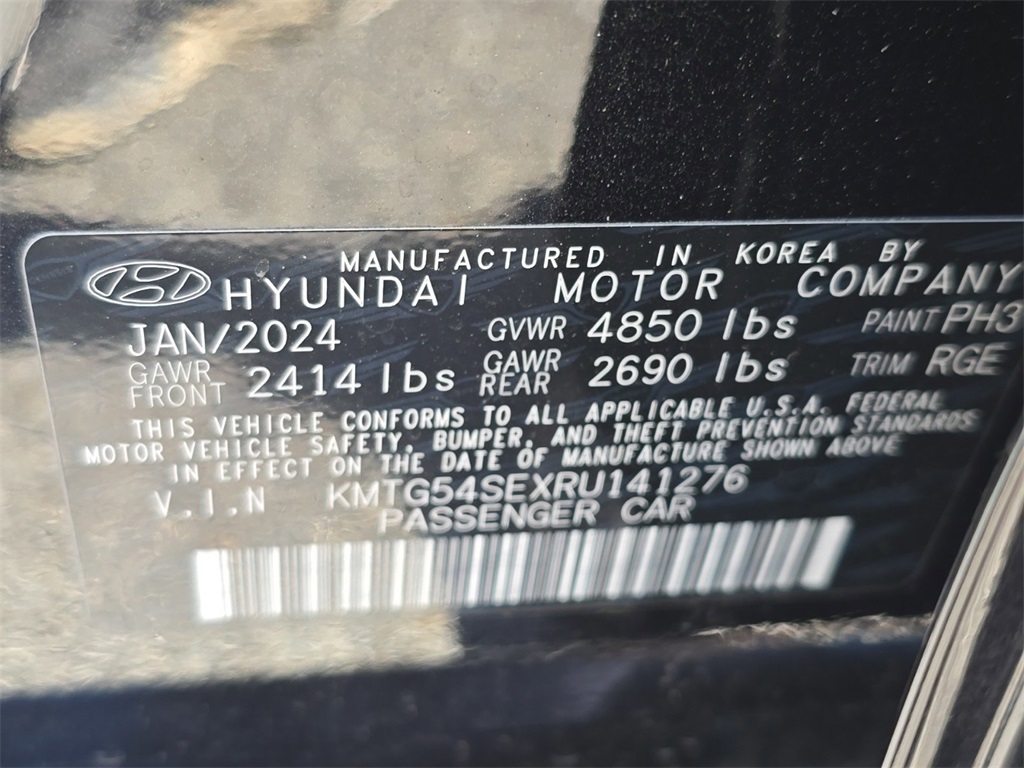 MANUFACTURED IN KOREA BY
HYUNDAI MOTOR COMPANY
JAN/2024 GVWR 4850 lbs PAINT PH3
GAWR FRONT 2414 lbs GAWR REAR 2690 lbs TRIM RGE
THIS VEHICLE CONFORMS TO ALL APPLICABLE U.S.A. FEDERAL
MOTOR VEHICLE SAFETY, BUMPER, AND THEFT PREVENTION STANDARDS
IN EFFECT ON THE DATE OF MANUFACTURE SHOWN ABOVE
V.I.N KMTG54SEXRU141276
PASSENGER CAR